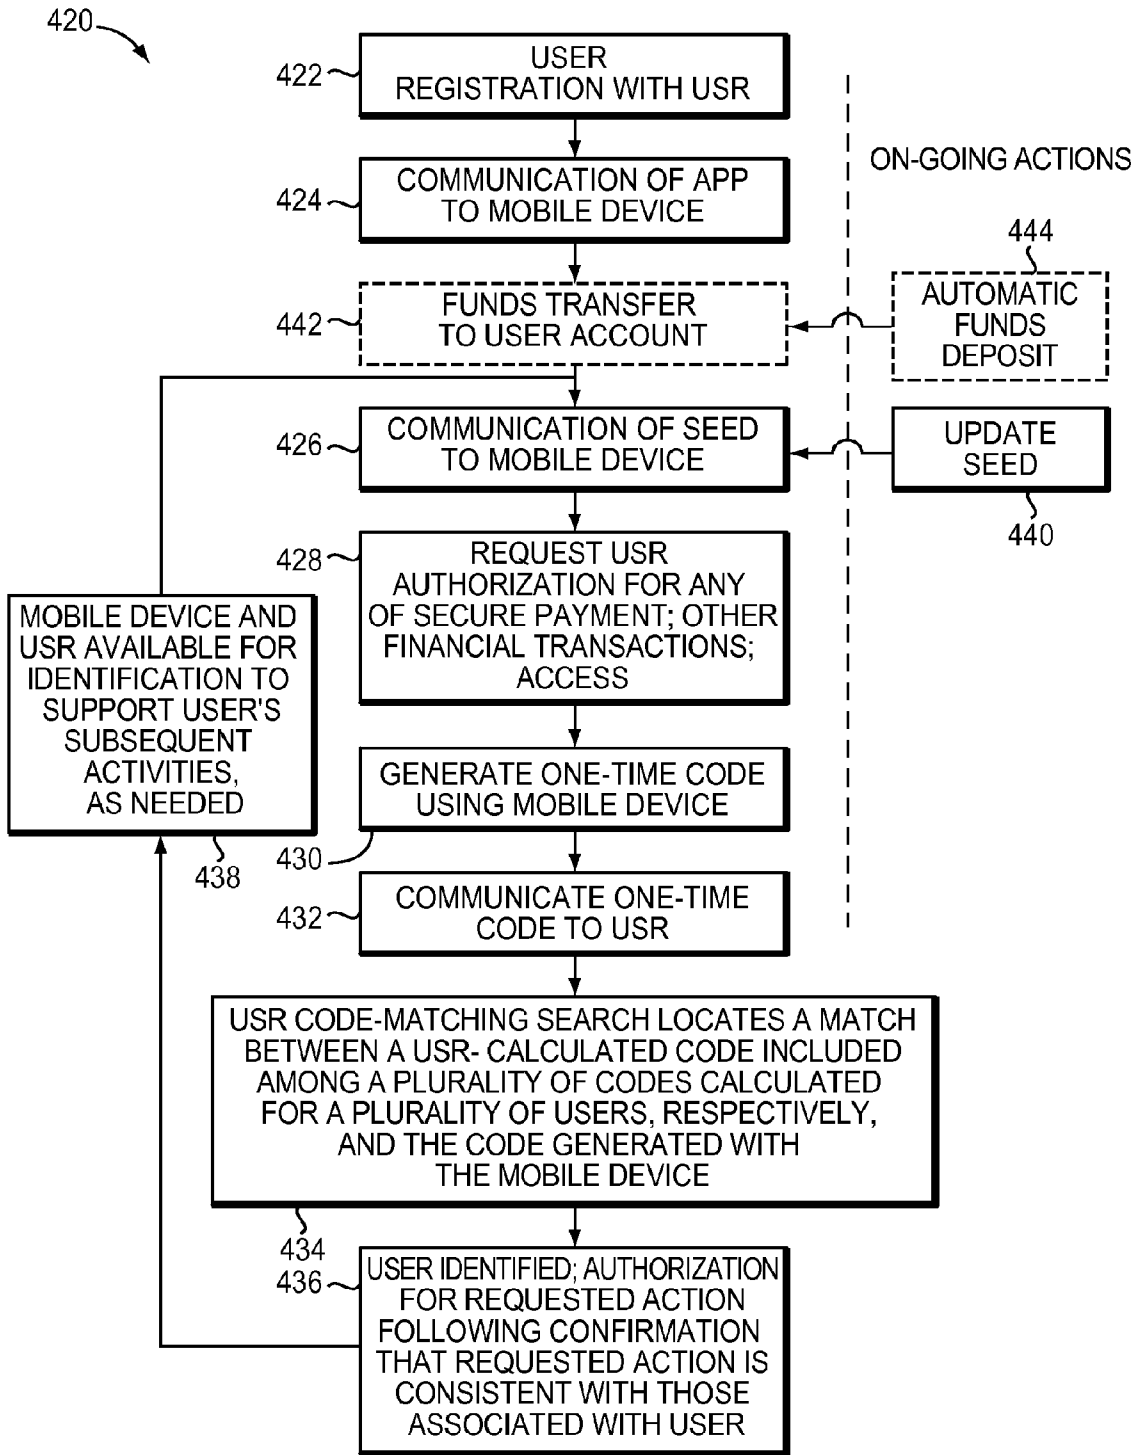 420
422
USER
REGISTRATION WITH USR
ON-GOING ACTIONS
424
COMMUNICATION OF APP
TO MOBILE DEVICE
444
442
FUNDS TRANSFER
TO USER ACCOUNT
AUTOMATIC
FUNDS
DEPOSIT
426
COMMUNICATION OF SEED
TO MOBILE DEVICE
UPDATE
SEED
440
428
REQUEST USR
AUTHORIZATION FOR ANY
OF SECURE PAYMENT; OTHER
FINANCIAL TRANSACTIONS;
ACCESS
MOBILE DEVICE AND
USR AVAILABLE FOR
IDENTIFICATION TO
SUPPORT USER'S
SUBSEQUENT
ACTIVITIES,
AS NEEDED
438
GENERATE ONE-TIME CODE
USING MOBILE DEVICE
430
432
COMMUNICATE ONE-TIME
CODE TO USR
USR CODE-MATCHING SEARCH LOCATES A MATCH
BETWEEN A USR- CALCULATED CODE INCLUDED
AMONG A PLURALITY OF CODES CALCULATED
FOR A PLURALITY OF USERS, RESPECTIVELY,
AND THE CODE GENERATED WITH
THE MOBILE DEVICE
434
436
USER IDENTIFIED; AUTHORIZATION
FOR REQUESTED ACTION
FOLLOWING CONFIRMATION
THAT REQUESTED ACTION IS
CONSISTENT WITH THOSE
ASSOCIATED WITH USER